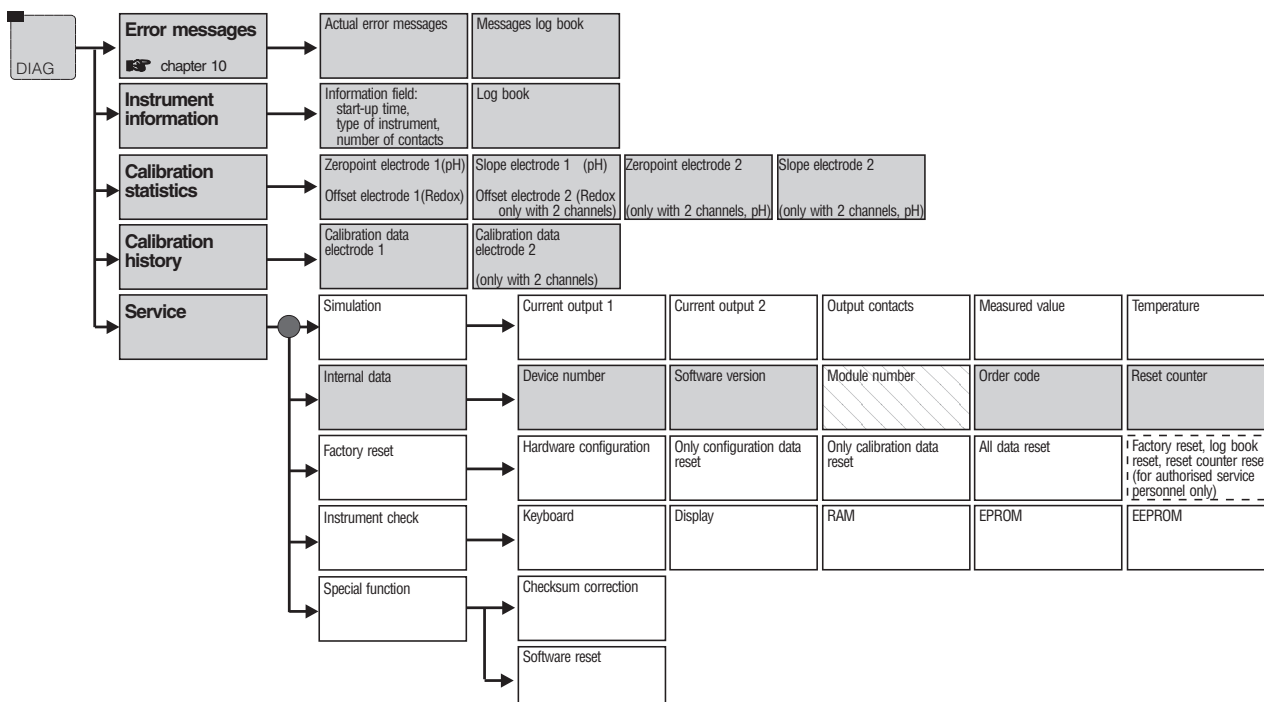 DIAG
Error messages
chapter 10
Actual error messages
Messages log book
Instrument
information
Information field:
start-up time,
type of instrument,
number of contacts
Log book
Calibration
statistics
Zeropoint electrode 1(pH)
Offset electrode 1(Redox)
Slope electrode 1 (pH)
Offset electrode 2 (Redox
only with 2 channels)
Zeropoint electrode 2
(only with 2 channels, pH)
Slope electrode 2
(only with 2 channels, pH)
Calibration
history
Calibration data
electrode 1
Calibration data
electrode 2
(only with 2 channels)
Service
Simulation
Current output 1
Current output 2
Output contacts
Measured value
Temperature
Internal data
Device number
Software version
Module number
Order code
Reset counter
Factory reset
Hardware configuration
Only configuration data
reset
Only calibration data
reset
All data reset
Factory reset, log book
reset, reset counter rese
(for authorised service
personnel only)
Instrument check
Keyboard
Display
RAM
EPROM
EEPROM
Special function
Checksum correction
Software reset